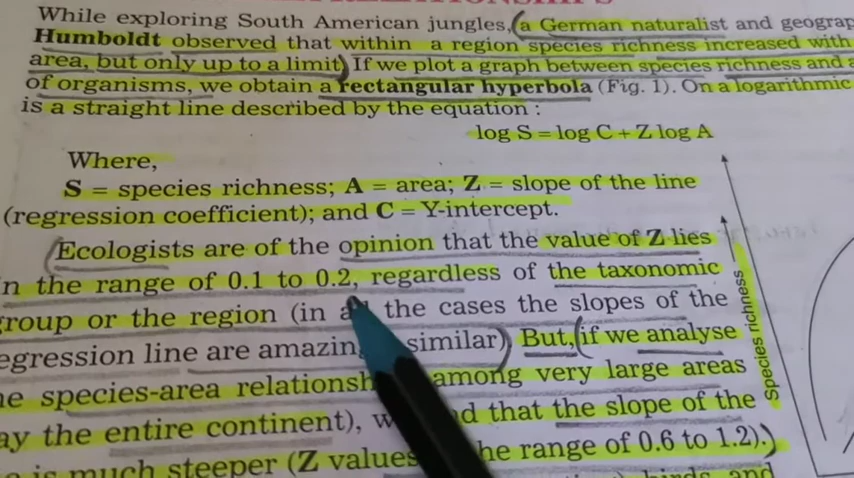 While exploring South American jungles, (a German naturalist and geograp
Humboldt observed that within a region species richness increased with
area, but only up to a limit) If we plot a graph between species richness and a
of organisms, we obtain a rectangular hyperbola (Fig. 1). On a logarithmic
is a straight line described by the equation :
log S = log C + Z log A
Where,
S = species richness; A = area; Z = slope of the line
(regression coefficient); and C = Y-intercept.
(Ecologists are of the opinion that the value of Z lies
n the range of 0.1 to 0.2, regardless of the taxonomic
roup or the region (in a the cases the slopes of the
egression line are amazin similar) But, (if we analyse
e species-area relationsh among very large areas
ay the entire continent), w d that the slope of the
is much steeper (Z values he range of 0.6 to 1.2).)
and
Species richness